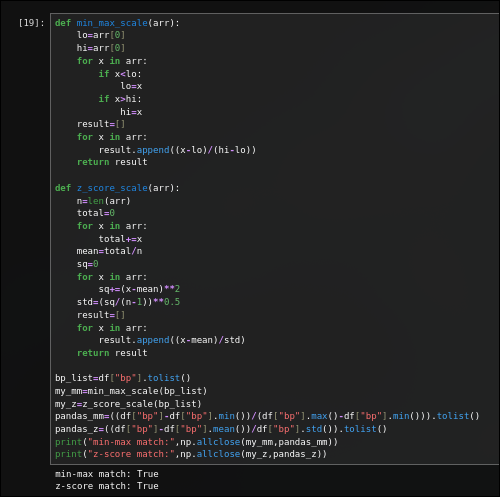 [19]: def min_max_scale(arr):
    lo=arr[0]
    hi=arr[0]
    for x in arr:
        if x<lo:
            lo=x
        if x>hi:
            hi=x
    result=[]
    for x in arr:
        result.append((x-lo)/(hi-lo))
    return result

def z_score_scale(arr):
    n=len(arr)
    total=0
    for x in arr:
        total+=x
    mean=total/n
    sq=0
    for x in arr:
        sq+=(x-mean)**2
    std=(sq/(n-1))**0.5
    result=[]
    for x in arr:
        result.append((x-mean)/std)
    return result

bp_list=df["bp"].tolist()
my_mm=min_max_scale(bp_list)
my_z=z_score_scale(bp_list)
pandas_mm=((df["bp"]-df["bp"].min())/(df["bp"].max()-df["bp"].min())).tolist()
pandas_z=((df["bp"]-df["bp"].mean())/df["bp"].std()).tolist()
print("min-max match:",np.allclose(my_mm,pandas_mm))
print("z-score match:",np.allclose(my_z,pandas_z))
min-max match: True
z-score match: True